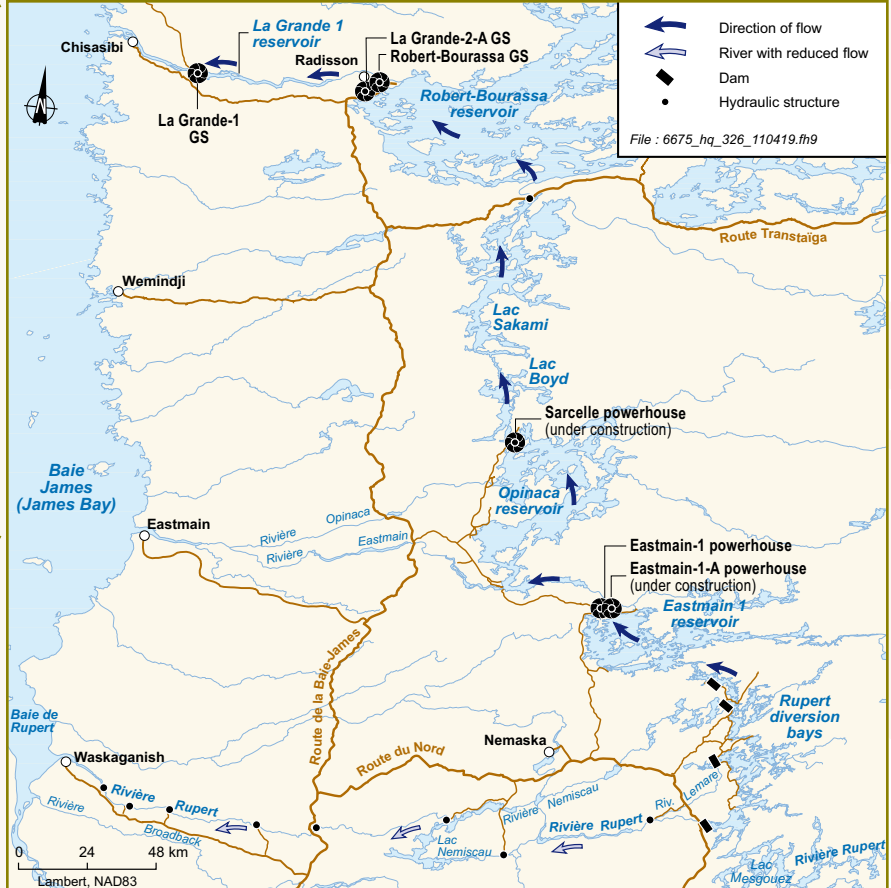 Direction of flow
River with reduced flow
Dam
Hydraulic structure
File : 6675_hq_326_110419.fh9
La Grande 1
reservoir
Chisasibi
Radisson
La Grande-2-A GS
Robert-Bourassa GS
N
La Grande-1
GS
Robert-Bourassa
reservoir
Route Transtaïga
Wemindji
Lac
Sakami
Lac
Boyd
Sarcelle powerhouse
(under construction)
Baie
James
(James Bay)
Opinaca
reservoir
Eastmain
Rivière Opinaca
Rivière Eastmain
Eastmain-1 powerhouse
Eastmain-1-A powerhouse
(under construction)
Eastmain 1
reservoir
Route de la Baie-James
Rupert
diversion
bays
Baie de
Rupert
Nemaska
Route du Nord
Waskaganish
Rivière Rupert
Rivière Broadback
Rivière Nemiscau
Riv. Lemare
Rivière Rupert
Lac
Nemiscau
Lac
Mesgouez
Rivière Rupert
0 24 48 km
Lambert, NAD83